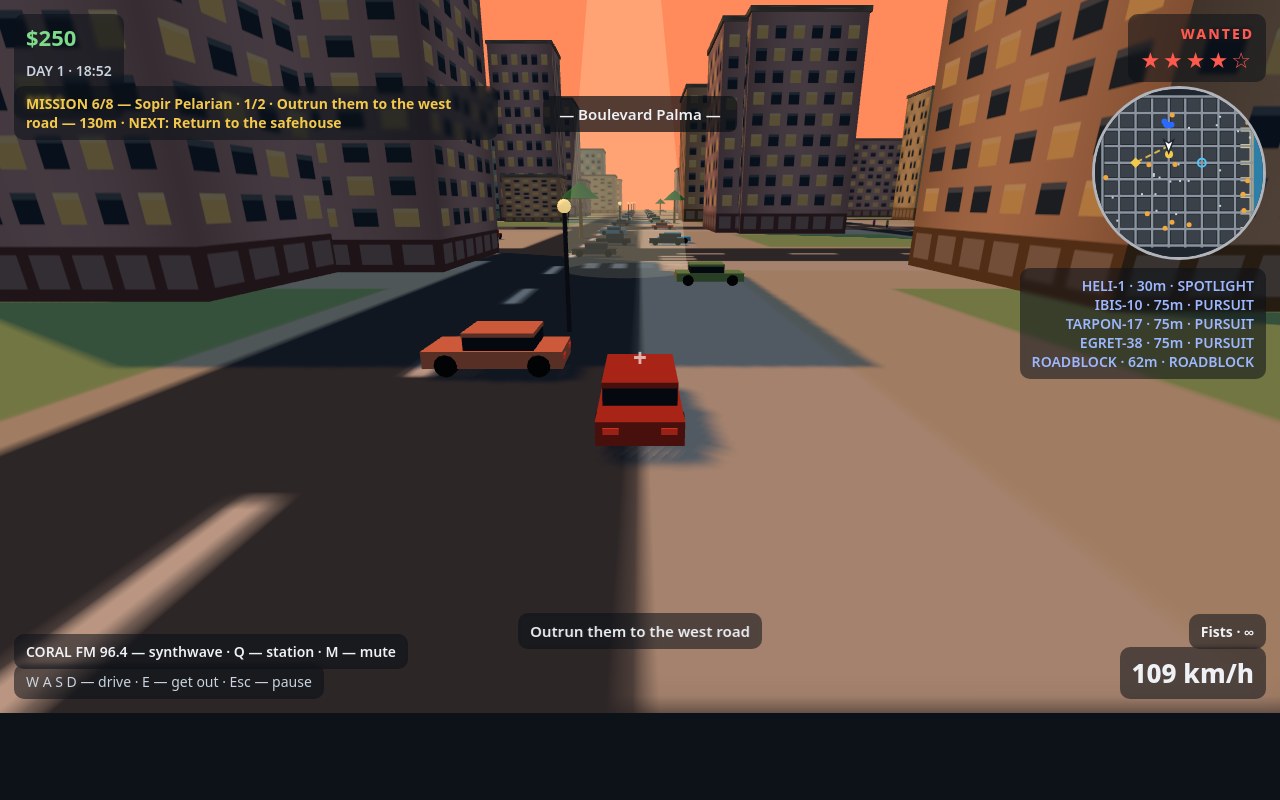 $250
DAY 1 · 18:52
MISSION 6/8 — Sopir Pelarian · 1/2 · Outrun them to the west
road — 130m · NEXT: Return to the safehouse
— Boulevard Palma —
WANTED
★★★★☆
HELI-1 · 30m · SPOTLIGHT
IBIS-10 · 75m · PURSUIT
TARPON-17 · 75m · PURSUIT
EGRET-38 · 75m · PURSUIT
ROADBLOCK · 62m · ROADBLOCK
Outrun them to the west road
CORAL FM 96.4 — synthwave · Q — station · M — mute
W A S D — drive · E — get out · Esc — pause
Fists · ∞
109 km/h